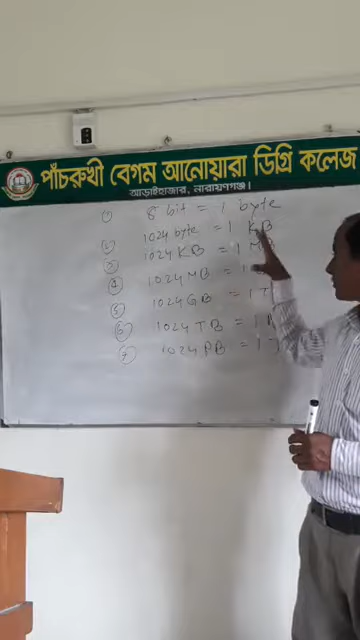 পাঁচরুখী বেগম আনোয়ারা ডিগ্রি কলেজ
আড়াইহাজার, নারায়ণগঞ্জ।
① 8 bit = 1 byte
② 1024 byte = 1 KB
③ 1024 KB = 1 M
④ 1024 MB = 1
⑤ 1024 GB = 1 T
⑥ 1024 TB = 1
⑦ 1024 PB = 1